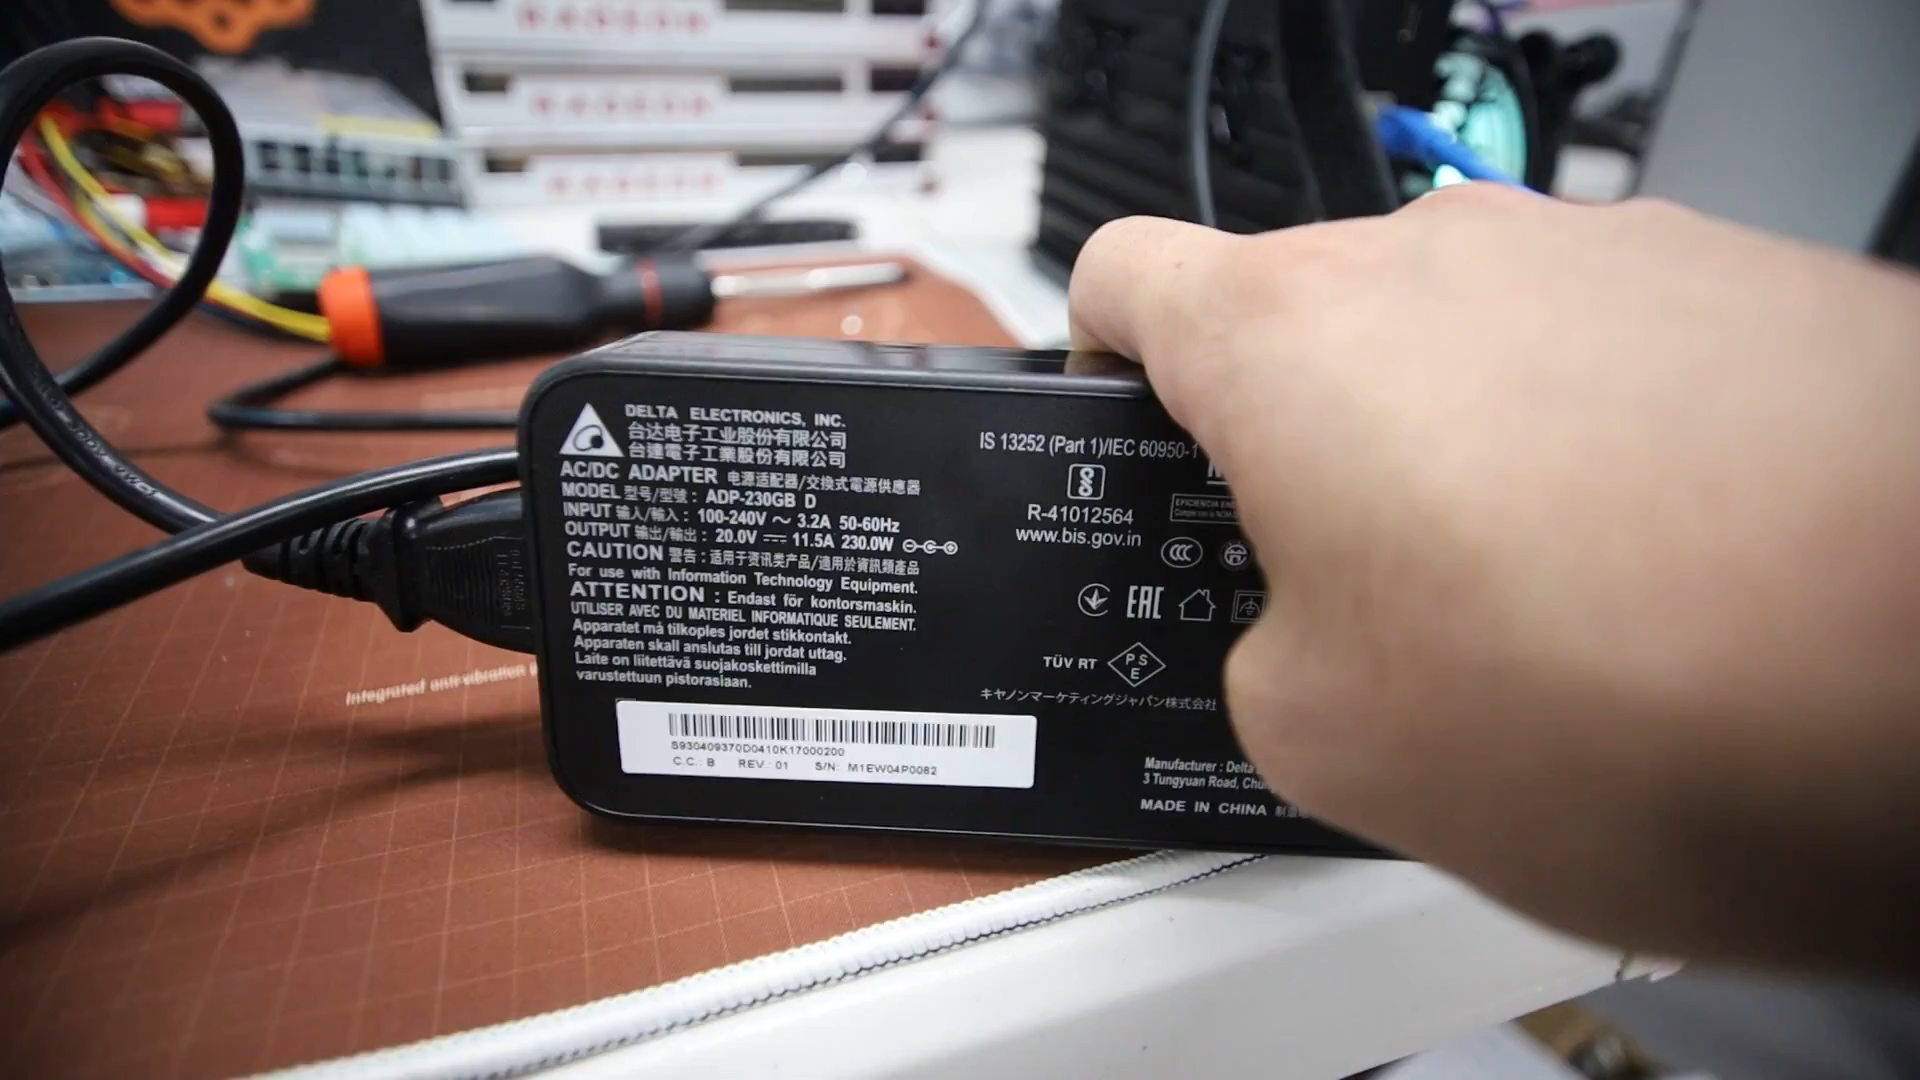 RADEON
RADEON
RADEON
DELTA ELECTRONICS, INC.
台达电子工业股份有限公司
台達電子工業股份有限公司
AC/DC ADAPTER 电源适配器/交換式電源供應器
MODEL 型号/型號 : ADP-230GB D
INPUT 输入/輸入 : 100-240V ～ 3.2A 50-60Hz
OUTPUT 输出/輸出 : 20.0V ⎓ 11.5A 230.0W
CAUTION 警告 : 适用于资讯类产品/適用於資訊類產品
For use with Information Technology Equipment.
ATTENTION : Endast för kontorsmaskin.
UTILISER AVEC DU MATERIEL INFORMATIQUE SEULEMENT.
Apparatet må tilkoples jordet stikkontakt.
Apparaten skall anslutas till jordat uttag.
Laite on liitettävä suojakoskettimilla
varustettuun pistorasiaan.
S930409370D0410K17000200
C.C.: B REV.: 01 S/N: M1EW04P0082
IS 13252 (Part 1)/IEC 60950-1
R-41012564
www.bis.gov.in
EFICIENCIA
CCC
EAC
TÜV RT
PS
E
キヤノンマーケティングジャパン株式会社
Manufacturer : Delta
3 Tungyuan Road,
MADE IN CHINA
Integrated anti-vibration